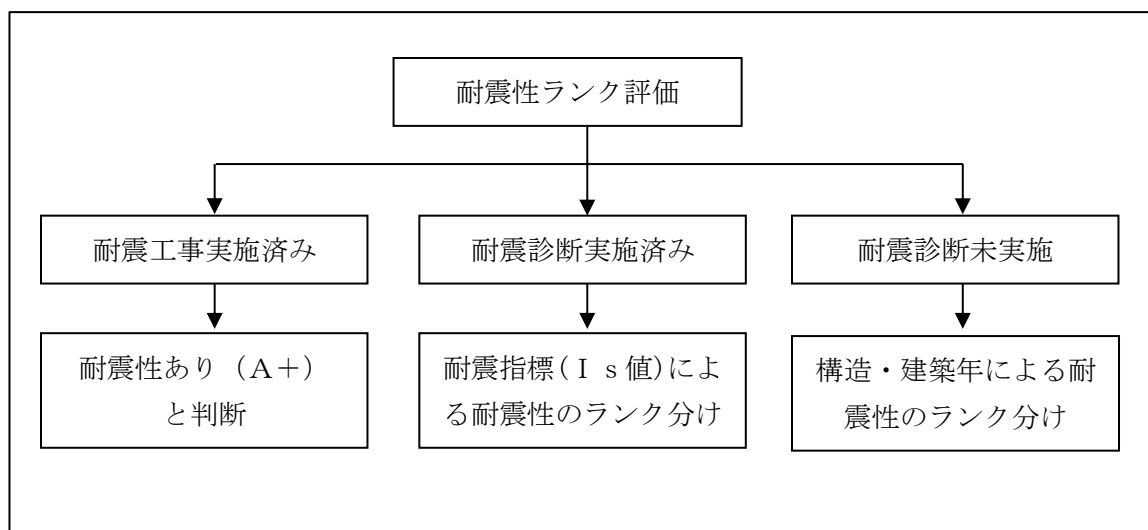 耐震性ランク評価
耐震工事実施済み
耐震診断実施済み
耐震診断未実施
耐震性あり（Ａ＋）
と判断
耐震指標(Ｉｓ値)によ
る耐震性のランク分け
構造・建築年による耐
震性のランク分け